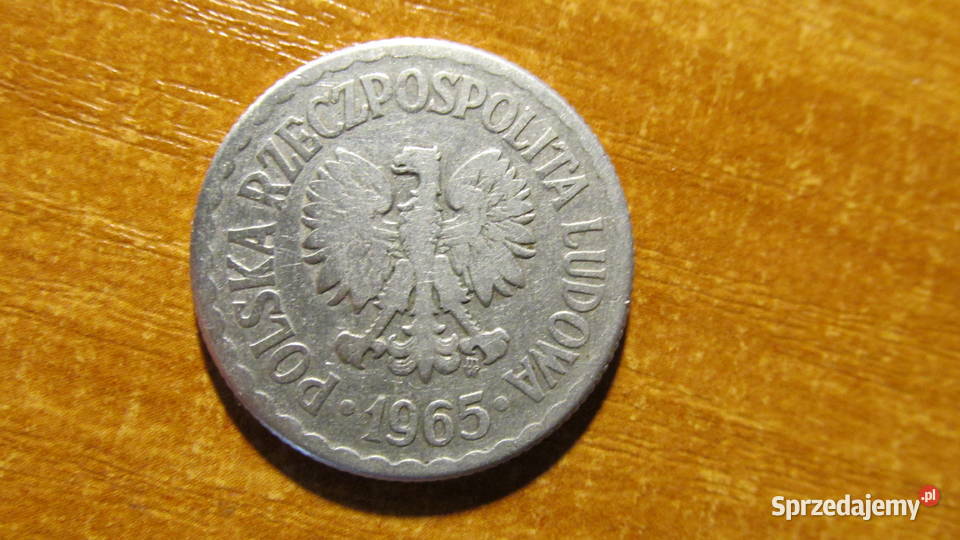 POLSKA RZECZPOSPOLITA LUDOWA
· 1965 ·
Sprzedajemy.pl